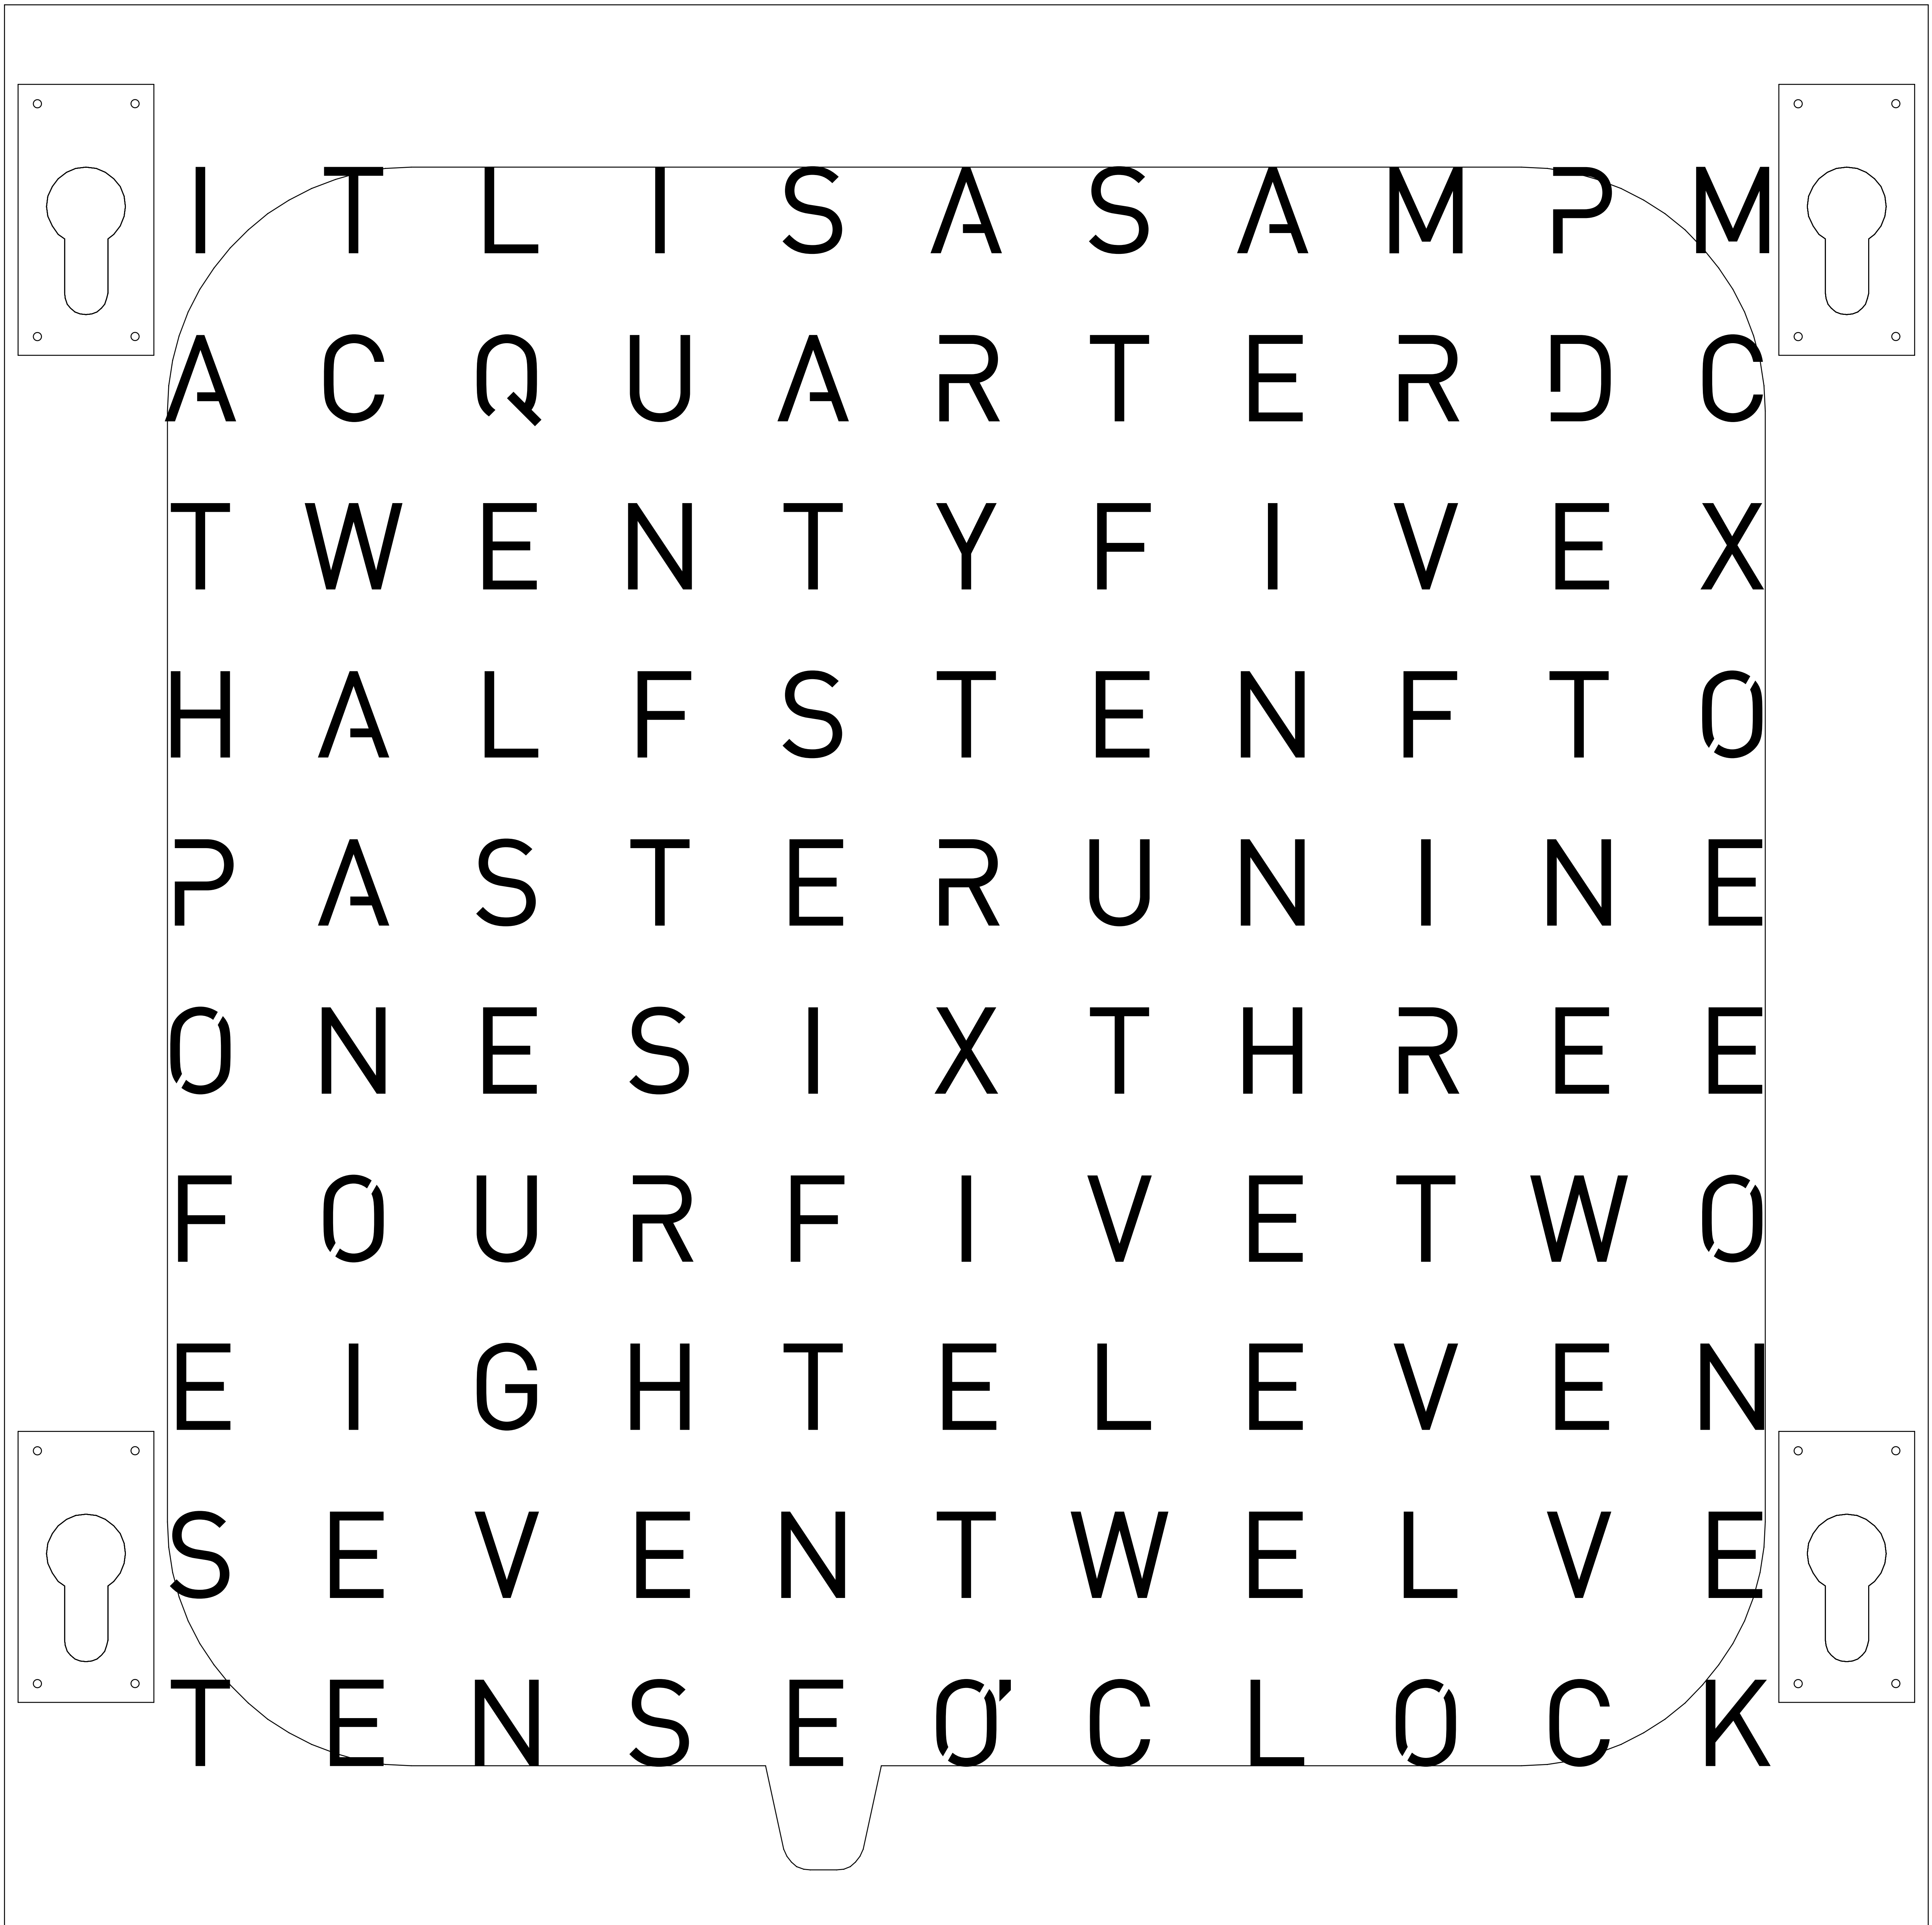 ITLISASAMPM
ACQUARTERDC
TWENTYFIVEX
HALFSTENFTO
PASTERUNINE
ONESIXTHREE
FOURFIVETWO
EIGHTELEVEN
SEVENTWELVE
TENSEO'CLOCK